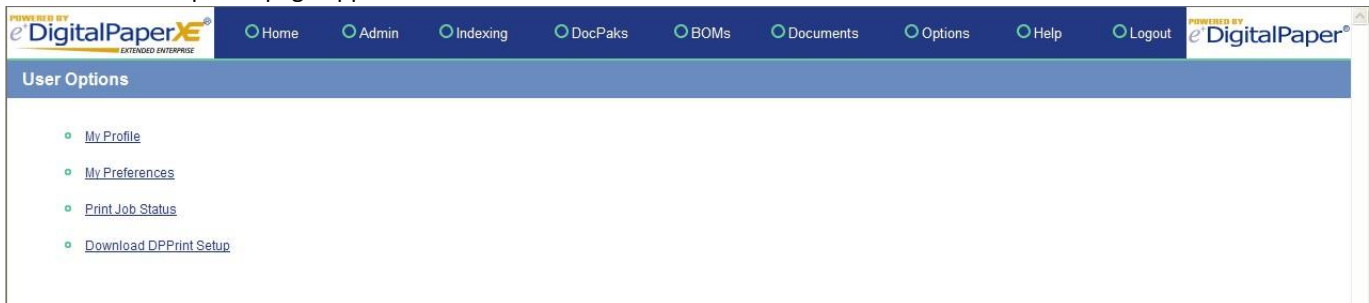 POWERED BY
e+DigitalPaperXE®
EXTENDED ENTERPRISE
Home
Admin
Indexing
DocPaks
BOMs
Documents
Options
Help
Logout
POWERED BY
e+DigitalPaper®
User Options
My Profile
My Preferences
Print Job Status
Download DPPrint Setup